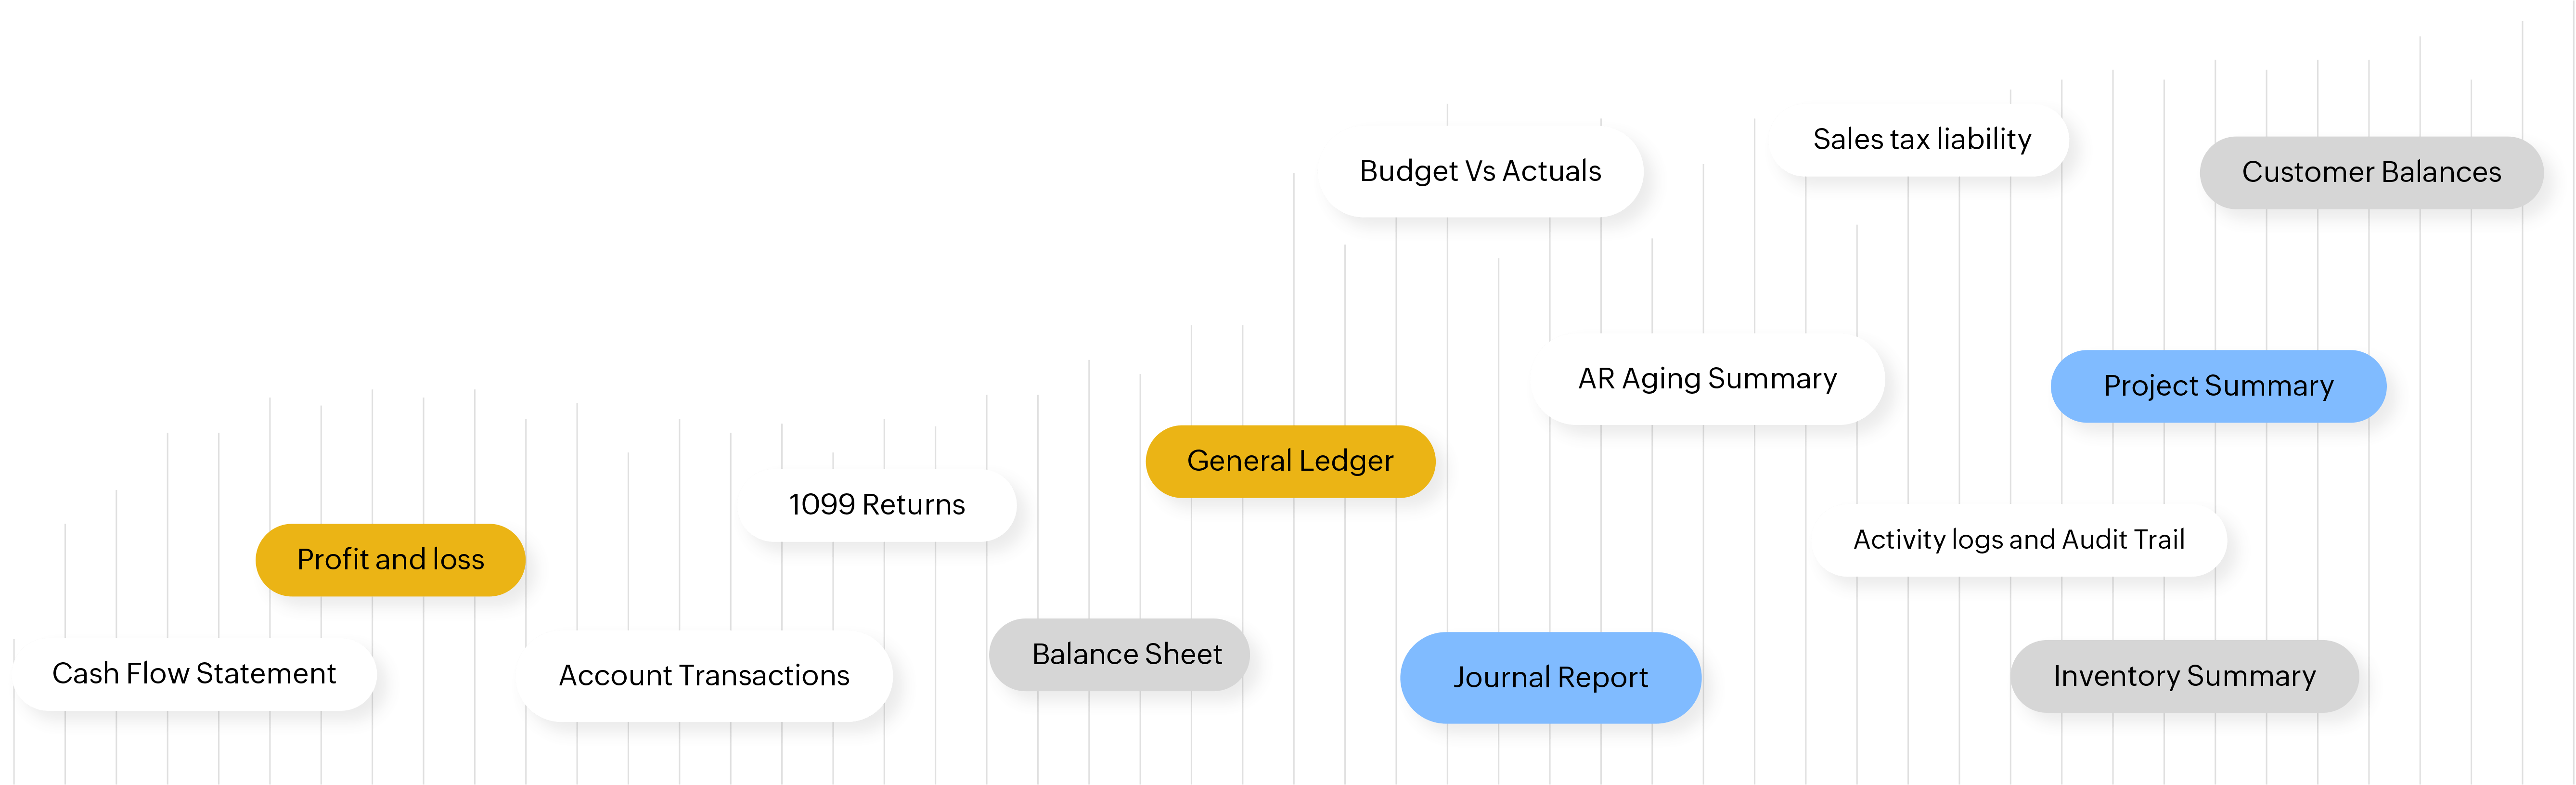 Sales tax liability
Budget Vs Actuals
Customer Balances
AR Aging Summary
Project Summary
General Ledger
1099 Returns
Activity logs and Audit Trail
Profit and loss
Balance Sheet
Cash Flow Statement
Account Transactions
Journal Report
Inventory Summary